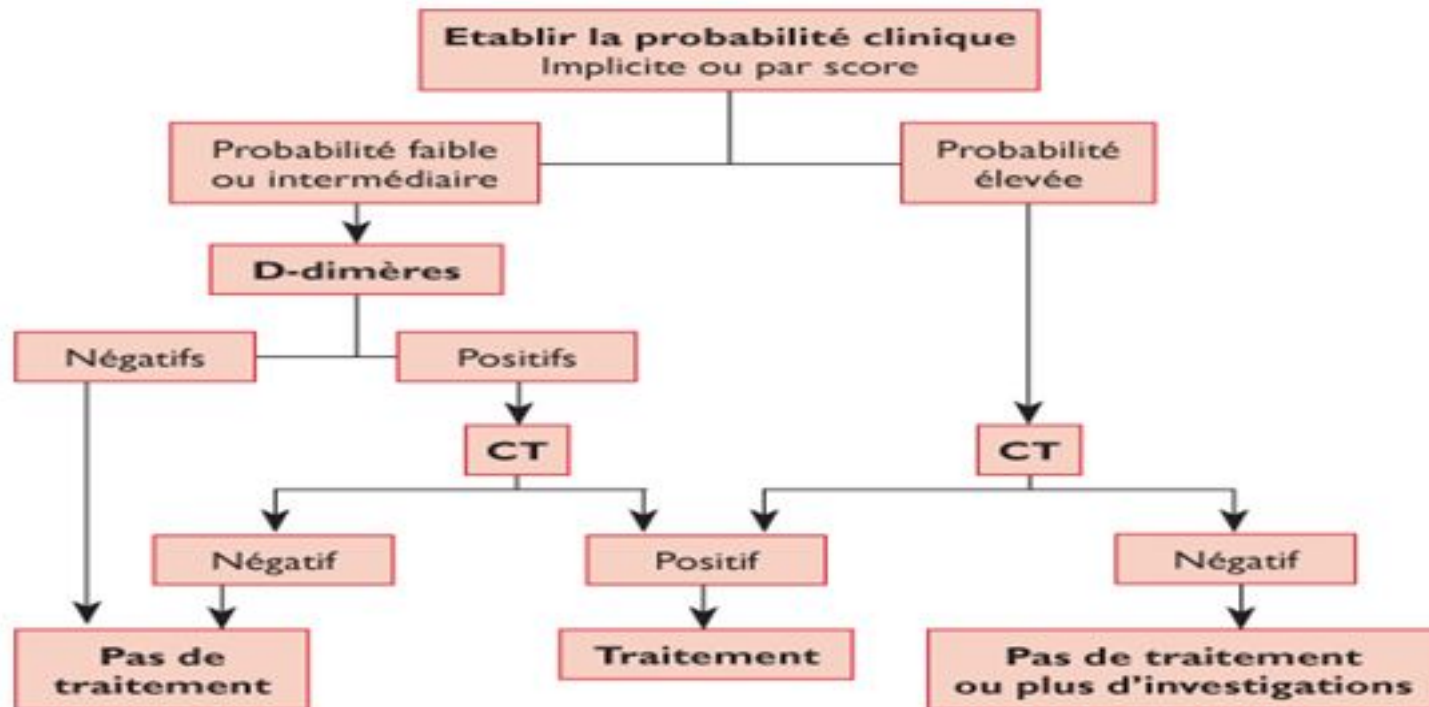 Etablir la probabilité clinique
Implicite ou par score
Probabilité faible
ou intermédiaire
Probabilité
élevée
D-dimères
Négatifs
Positifs
CT
CT
Négatif
Positif
Négatif
Pas de
traitement
Traitement
Pas de traitement
ou plus d'investigations